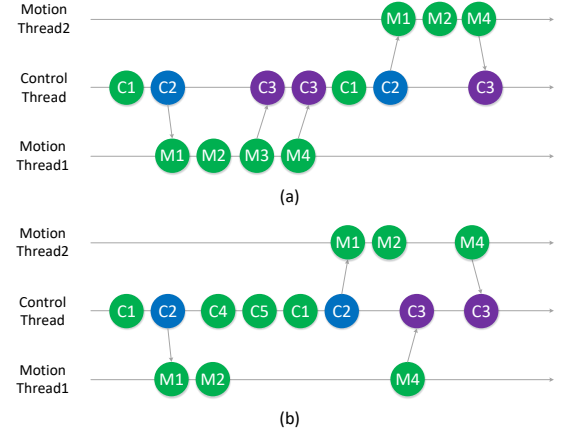 Motion
Thread2
M1 M2 M4
Control
Thread
C1 C2 C3 C3 C1 C2 C3
Motion
Thread1
M1 M2 M3 M4
(a)
Motion
Thread2
M1 M2 M4
Control
Thread
C1 C2 C4 C5 C1 C2 C3 C3
Motion
Thread1
M1 M2 M4
(b)